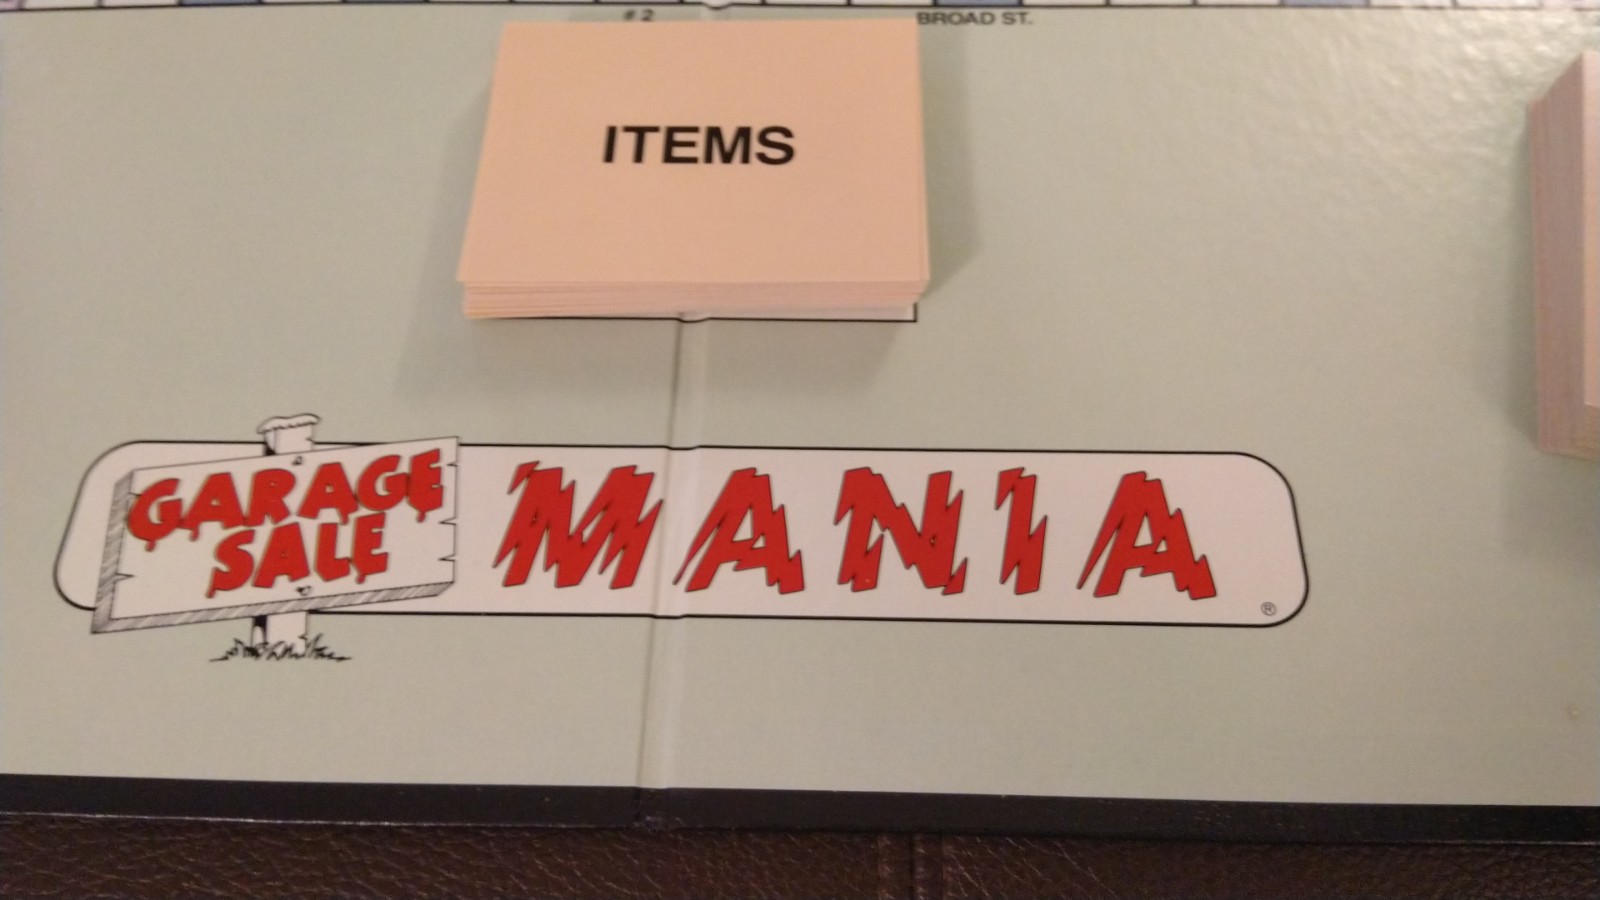 # 2
BROAD ST.
ITEMS
GARAGE
SALE
MANIA
®